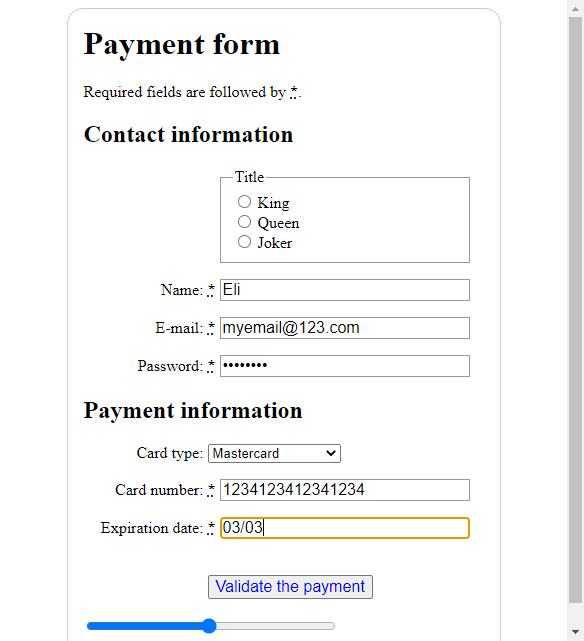 Payment form
Required fields are followed by *.
Contact information
Title
King
Queen
Joker
Name: * Eli
E-mail: * myemail@123.com
Password: * ••••••••
Payment information
Card type: Mastercard
Card number: * 1234123412341234
Expiration date: * 03/03
Validate the payment